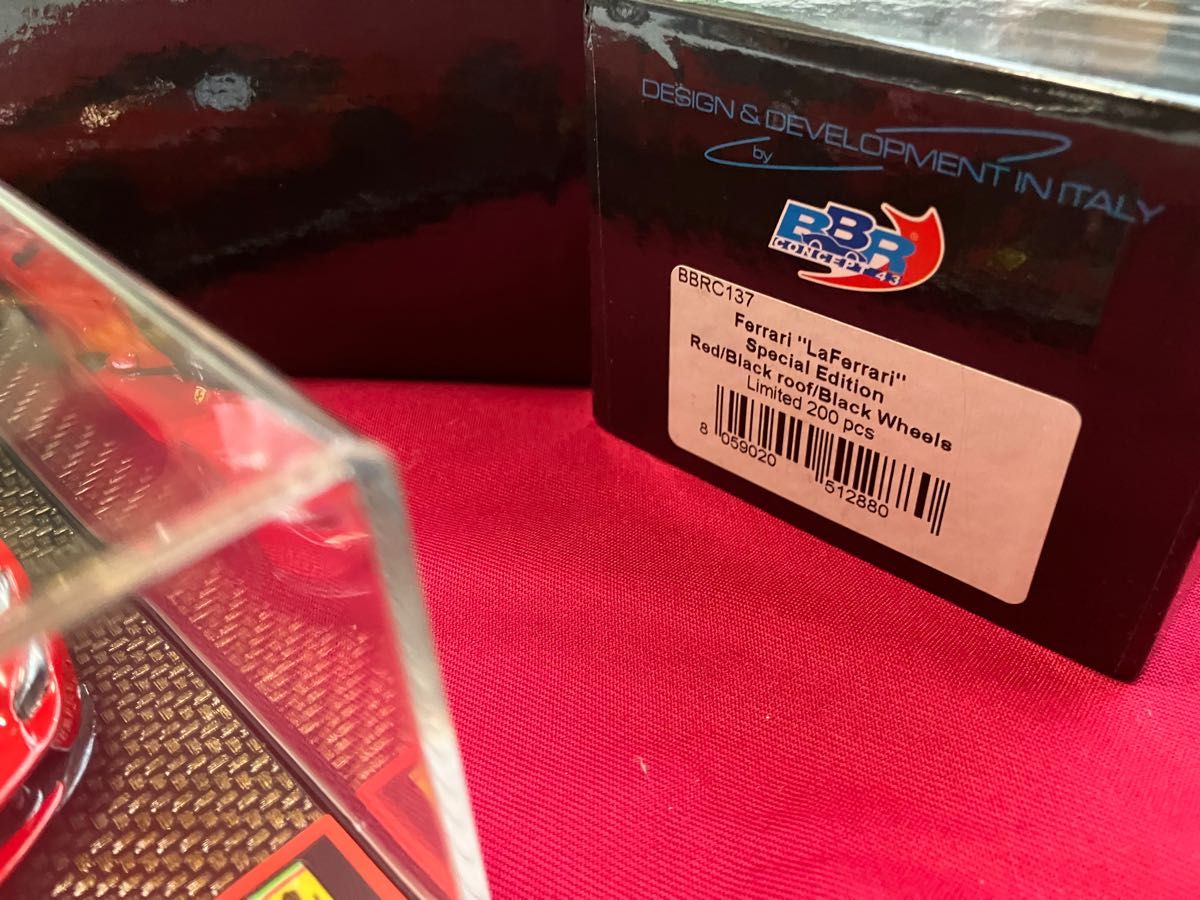 DESIGN & DEVELOPMENT IN ITALY
by
BBR
CONCEPT 43
BBRC137
Ferrari "LaFerrari"
Special Edition
Red/Black roof/Black Wheels
Limited 200 pcs
8 059020 512880